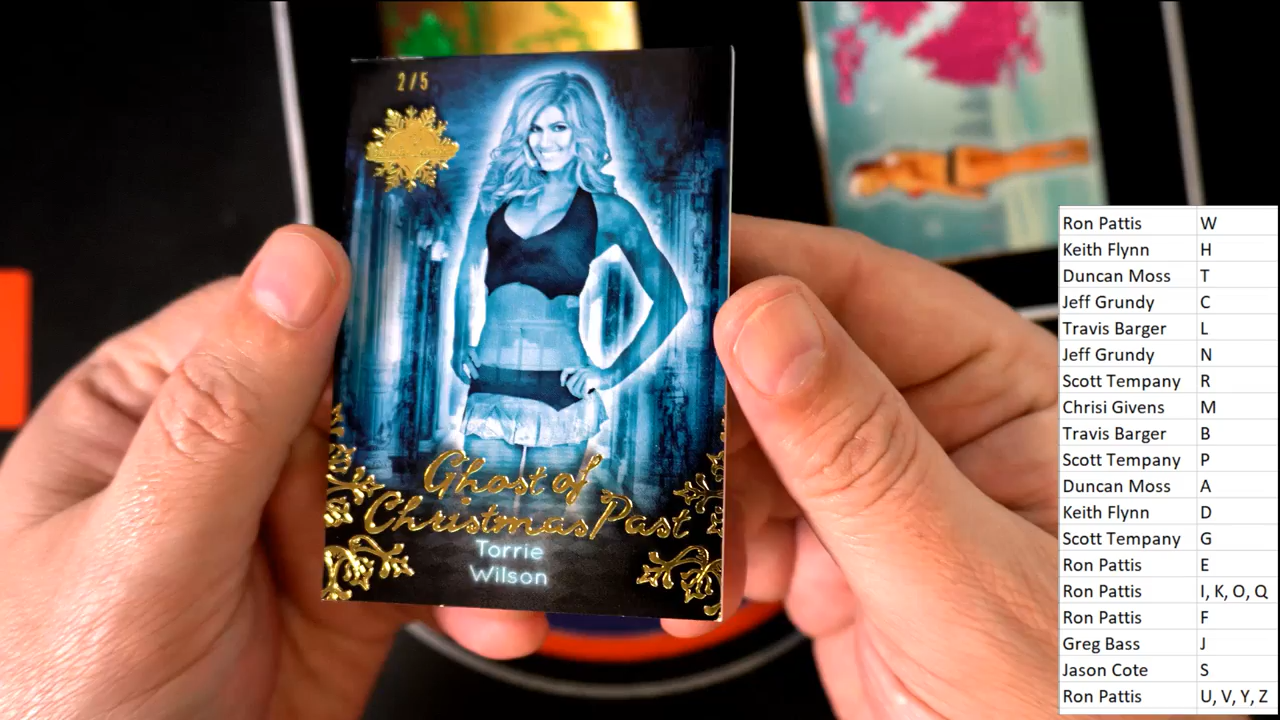 2/5
Ghost of
Christmas Past
Torrie
Wilson
Ron Pattis W
Keith Flynn H
Duncan Moss T
Jeff Grundy C
Travis Barger L
Jeff Grundy N
Scott Tempany R
Chrisi Givens M
Travis Barger B
Scott Tempany P
Duncan Moss A
Keith Flynn D
Scott Tempany G
Ron Pattis E
Ron Pattis I, K, O, Q
Ron Pattis F
Greg Bass J
Jason Cote S
Ron Pattis U, V, Y, Z